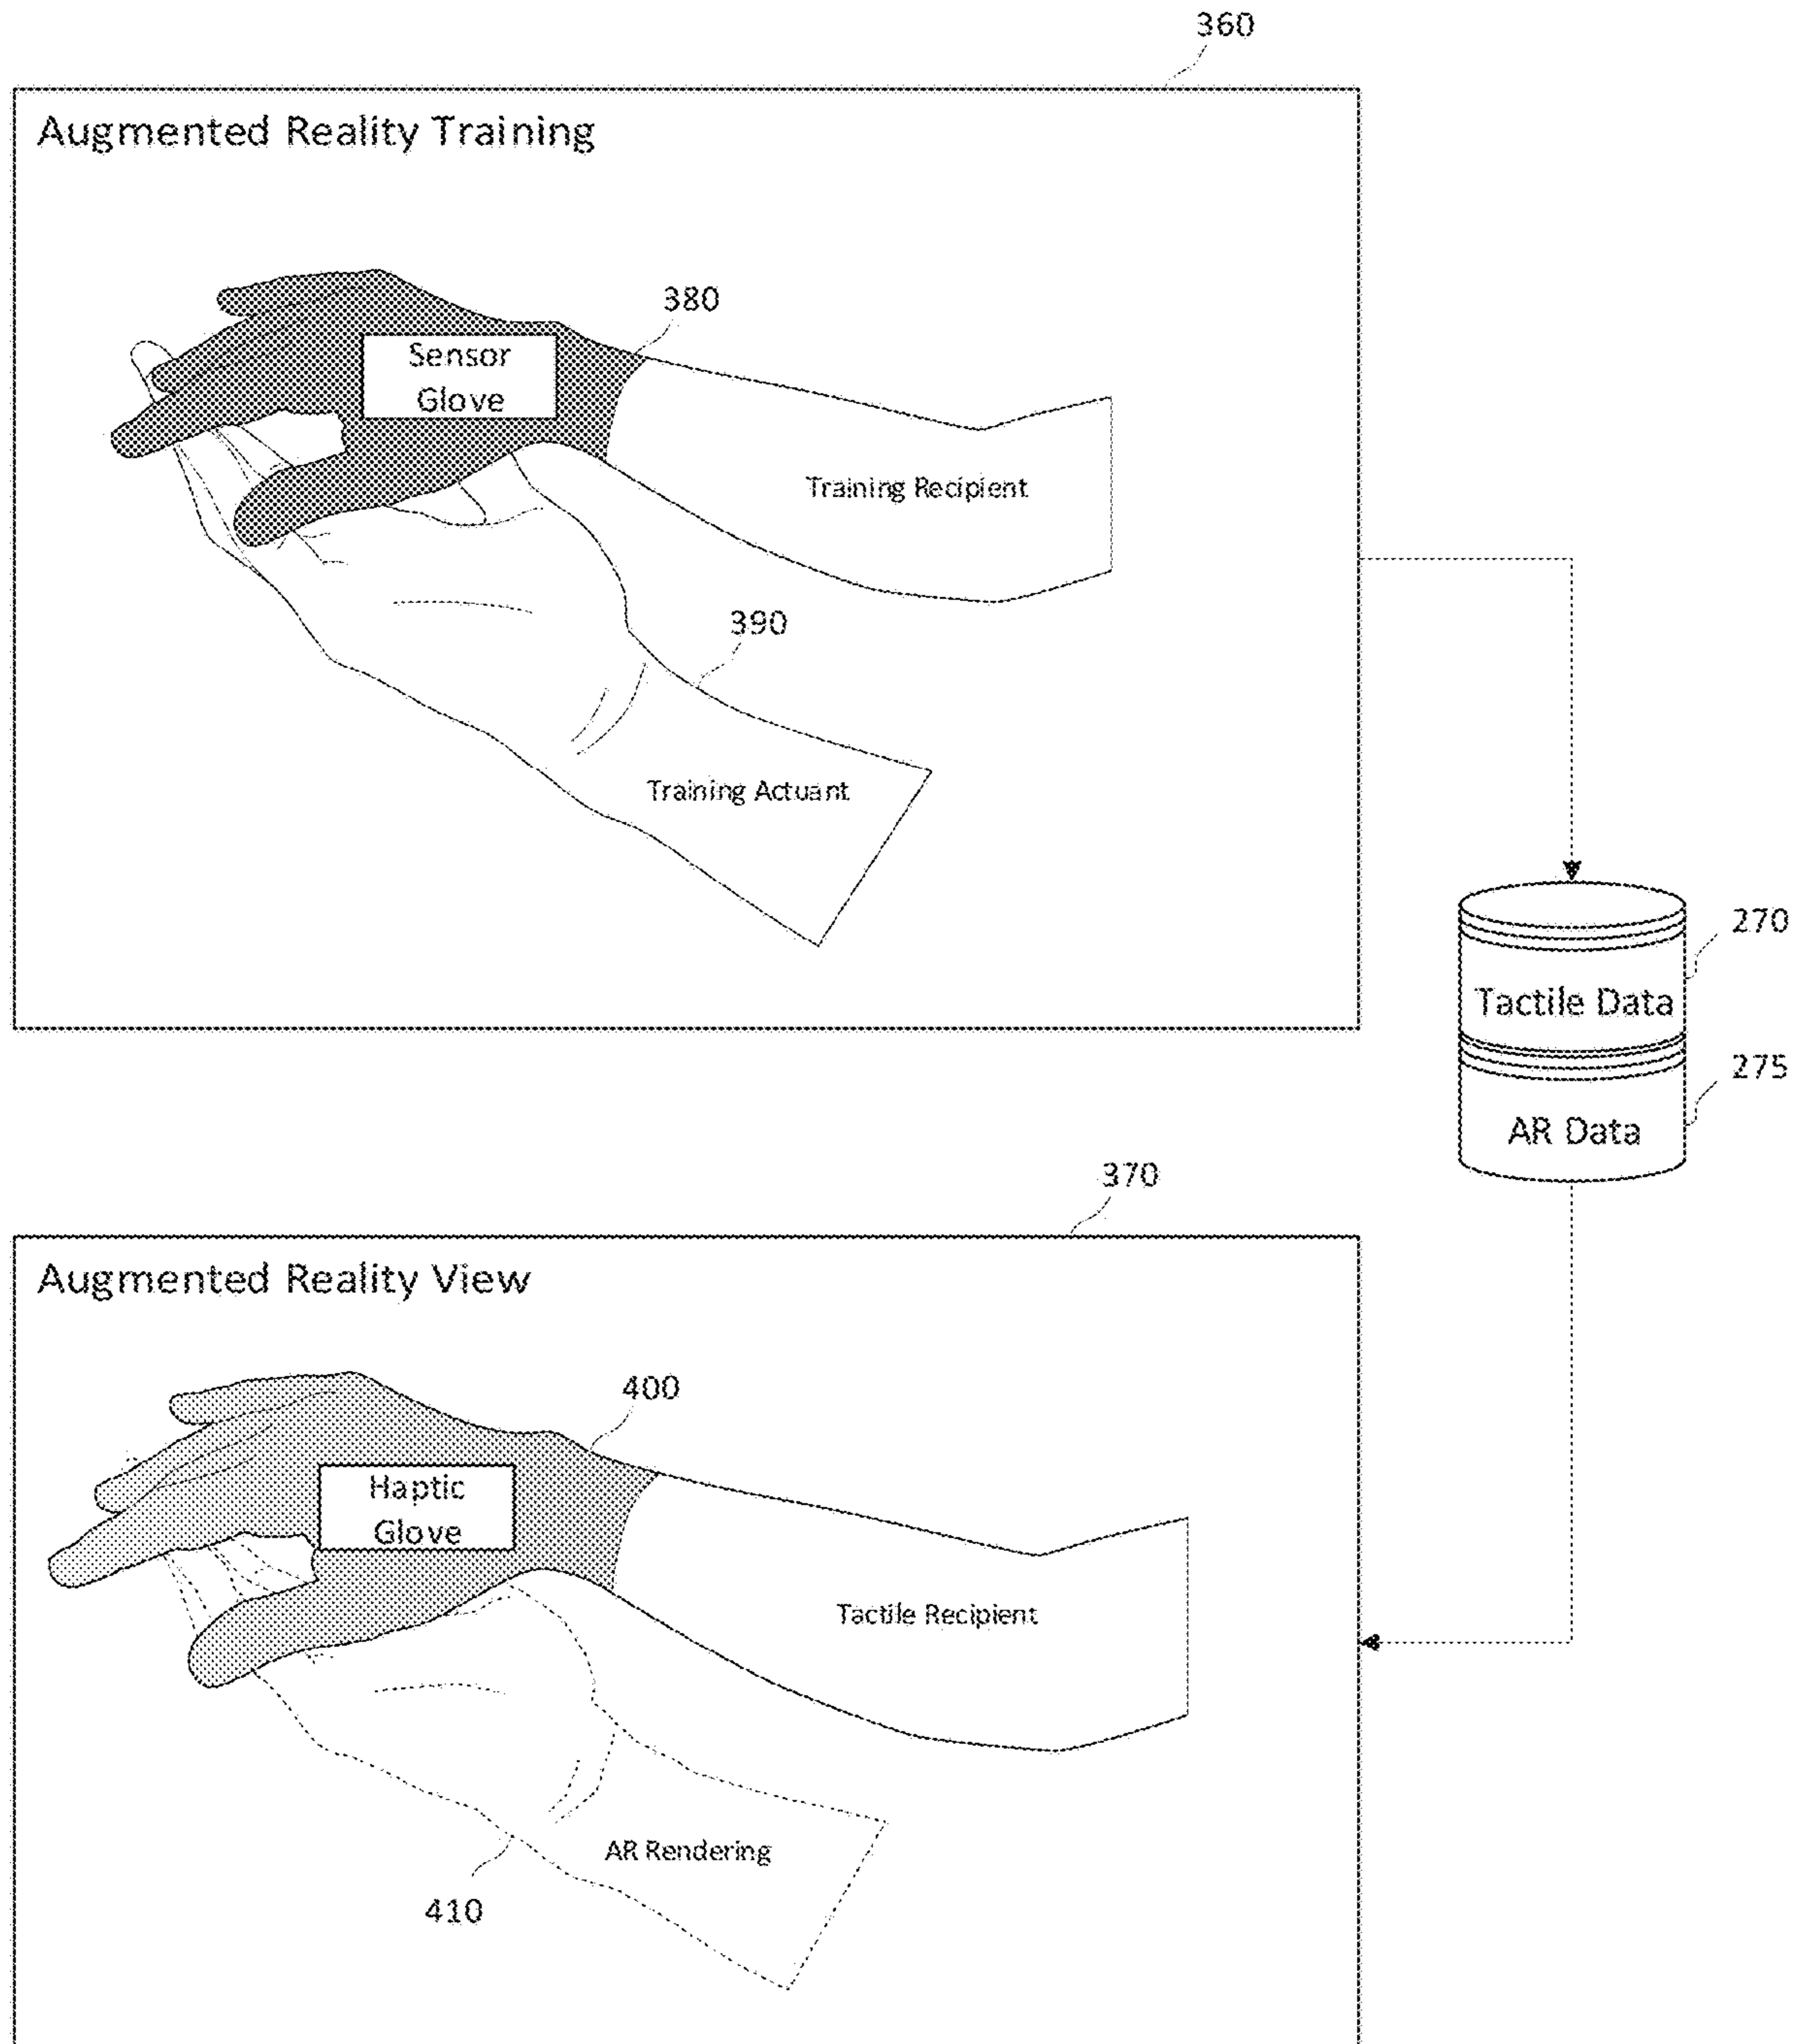 360
Augmented Reality Training
380
Sensor
Glove
Training Recipient
390
Training Actuant
270
Tactile Data
275
AR Data
370
Augmented Reality View
400
Haptic
Glove
Tactile Recipient
AR Rendering
410